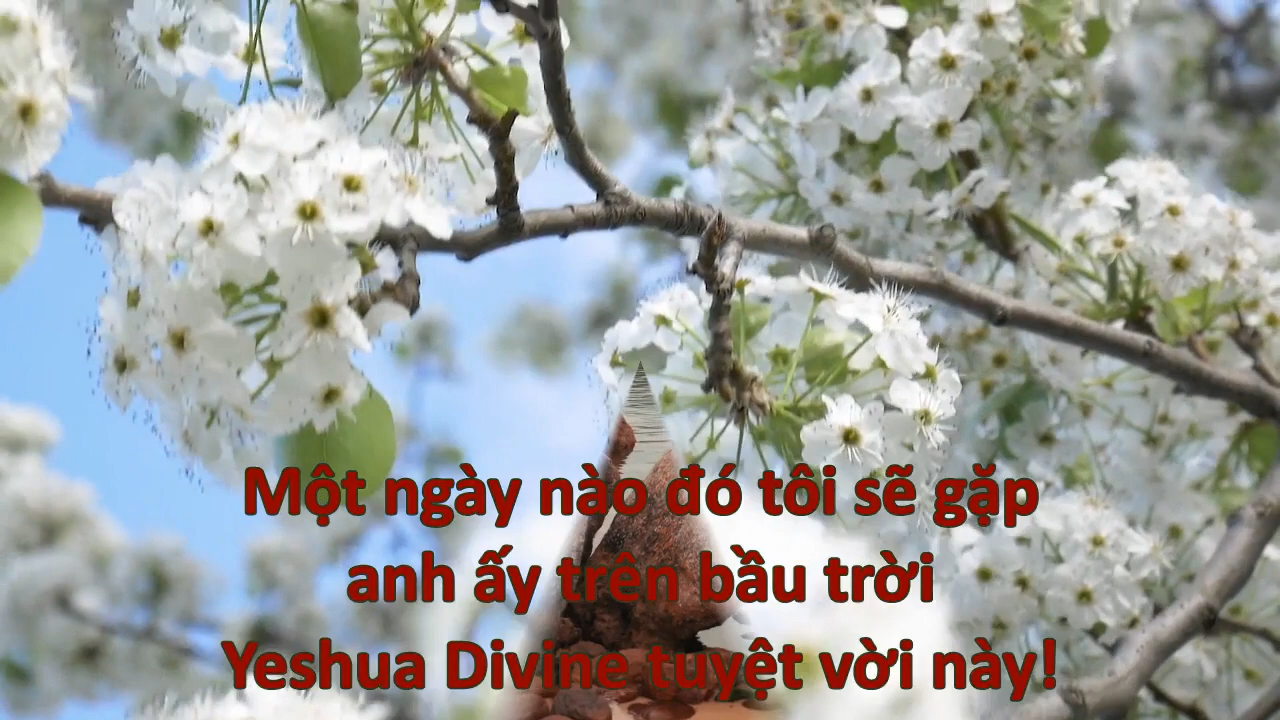 Một ngày nào đó tôi sẽ gặp
anh ấy trên bầu trời
Yeshua Divine tuyệt vời này!